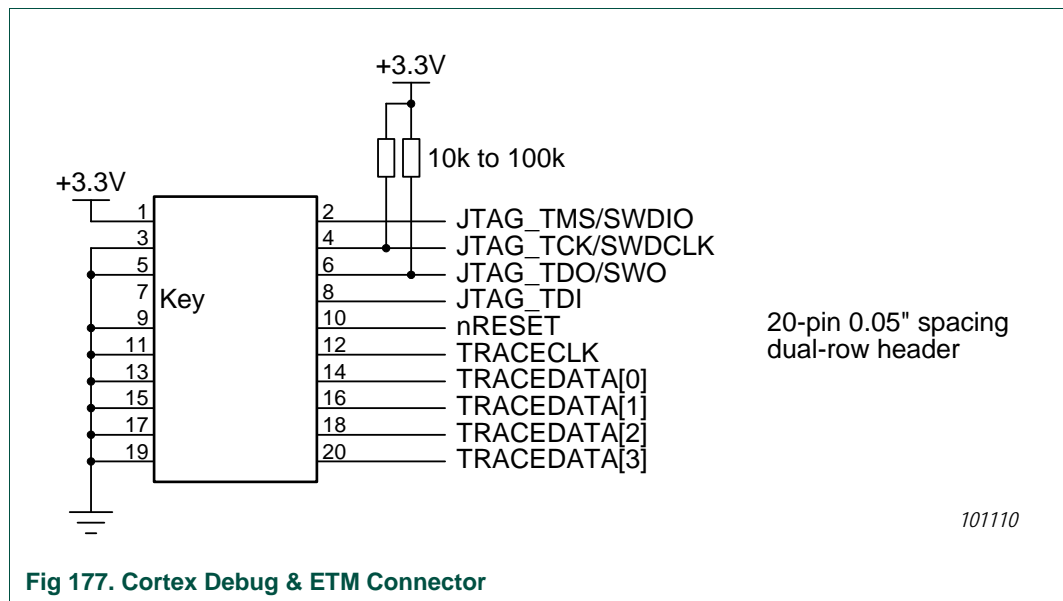 +3.3V
10k to 100k
+3.3V
1 2 JTAG_TMS/SWDIO
3 4 JTAG_TCK/SWDCLK
5 6 JTAG_TDO/SWO
7 Key 8 JTAG_TDI
9 10 nRESET
11 12 TRACECLK
13 14 TRACEDATA[0]
15 16 TRACEDATA[1]
17 18 TRACEDATA[2]
19 20 TRACEDATA[3]
20-pin 0.05" spacing
dual-row header
101110
Fig 177. Cortex Debug & ETM Connector